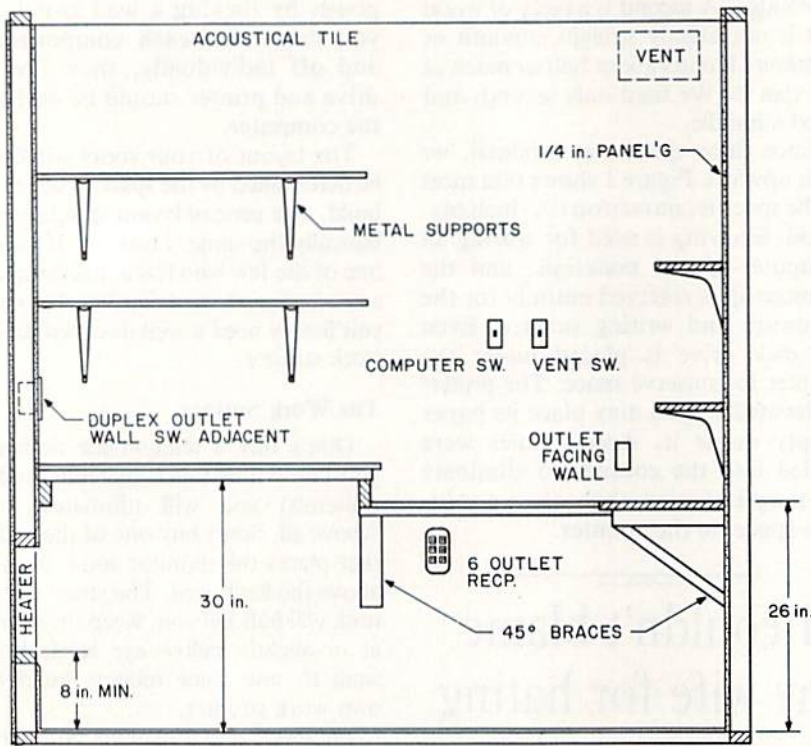 ACOUSTICAL TILE
VENT
1/4 in. PANEL'G
METAL SUPPORTS
COMPUTER SW. VENT SW.
DUPLEX OUTLET
WALL SW. ADJACENT
OUTLET
FACING
WALL
6 OUTLET
RECP.
HEATER
30 in.
45° BRACES
26 in.
8 in. MIN.